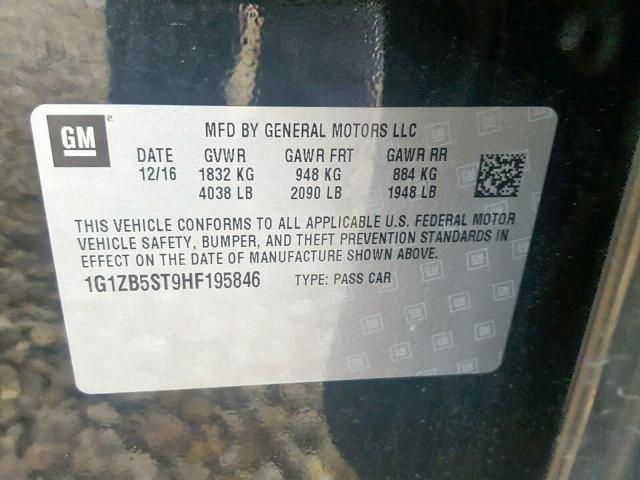 GM ® MFD BY GENERAL MOTORS LLC
DATE GVWR GAWR FRT GAWR RR
12/16 1832 KG 948 KG 884 KG
4038 LB 2090 LB 1948 LB
THIS VEHICLE CONFORMS TO ALL APPLICABLE U.S. FEDERAL MOTOR
VEHICLE SAFETY, BUMPER, AND THEFT PREVENTION STANDARDS IN
EFFECT ON THE DATE OF MANUFACTURE SHOWN ABOVE.
1G1ZB5ST9HF195846 TYPE: PASS CAR